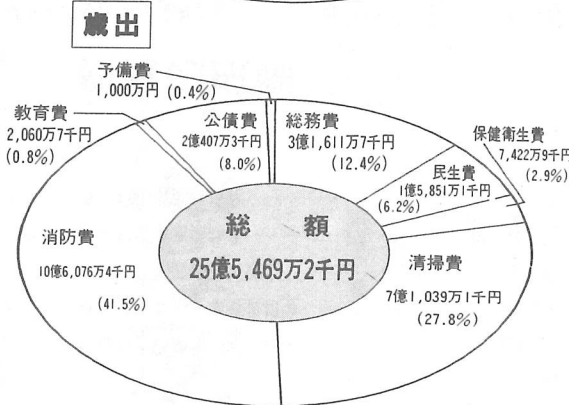 歳出
予備費
1,000万円 (0.4%)
教育費
2,060万7千円
(0.8%)
公債費
2億407万3千円
(8.0%)
総務費
3億1,611万7千円
(12.4%)
保健衛生費
7,422万9千円
(2.9%)
民生費
1億5,851万1千円
(6.2%)
消防費
10億6,076万4千円
(41.5%)
総額
25億5,469万2千円
清掃費
7億1,039万1千円
(27.8%)